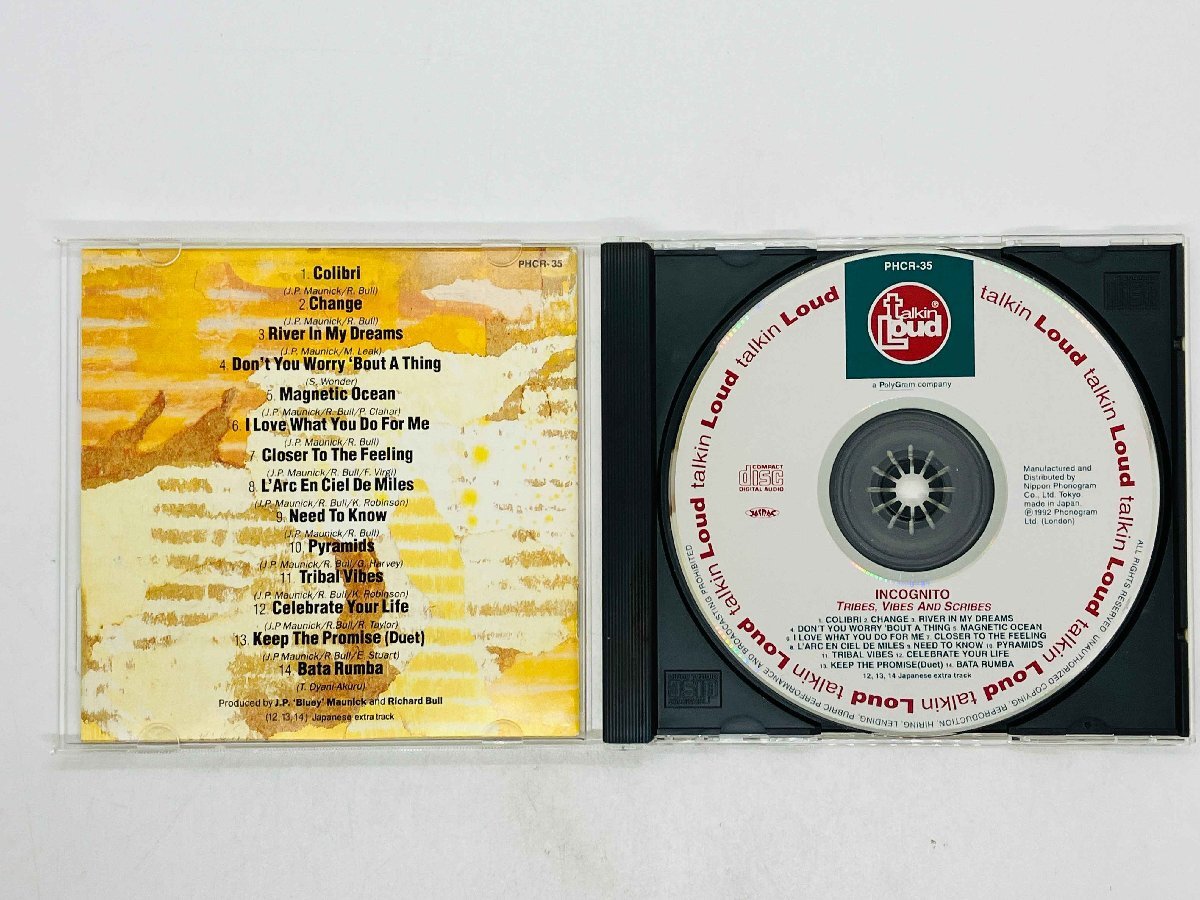 PHCR-35
1. Colibri
(J.P. Maunick/R. Bull)
2. Change
(J.P. Maunick/R. Bull)
3 River In My Dreams
(J.P. Maunick/M. Leak)
4. Don't You Worry 'Bout A Thing
(S. Wonder)
5. Magnetic Ocean
(J.P. Maunick/R. Bull/P. Clahar)
6. I Love What You Do For Me
(J.P. Maunick/R. Bull)
7. Closer To The Feeling
(J.P. Maunick/R. Bull/F. Virgi)
8. L'Arc En Ciel De Miles
(J.P. Maunick/R. Bull/K. Robinson)
9. Need To Know
(J.P. Maunick/R. Bull)
10. Pyramids
(J.P. Maunick/R. Bull/G. Harvey)
11. Tribal Vibes
(J.P. Maunick/R. Bull/K. Robinson)
12. Celebrate Your Life
(J.P Maunick/R.Bull/R. Taylor)
13. Keep The Promise (Duet)
(J.P Maunick/R.Bull/E. Stuart)
14. Bata Rumba
(T. Dyani-Akuru)
Produced by J.P. 'Bluey' Maunick and Richard Bull
(12, 13, 14) Japanese extra track
PHCR-35
talkin Loud ®
a PolyGram company
talkin Loud talkin Loud talkin Loud talkin Loud talkin Loud talkin Loud talkin Loud talkin Loud
COMPACT
disc
DIGITAL AUDIO
JASRAC
Manufactured and
Distributed by
Nippon Phonogram
Co., Ltd. Tokyo
made in Japan.
℗ 1992 Phonogram
Ltd. (London)
INCOGNITO
TRIBES, VIBES AND SCRIBES
1. COLIBRI 2. CHANGE 3. RIVER IN MY DREAMS
4. DON'T YOU WORRY 'BOUT A THING 5. MAGNETIC OCEAN
6. I LOVE WHAT YOU DO FOR ME 7. CLOSER TO THE FEELING
8. L'ARC EN CIEL DE MILES 9. NEED TO KNOW 10. PYRAMIDS
11. TRIBAL VIBES 12. CELEBRATE YOUR LIFE
13. KEEP THE PROMISE(Duet) 14. BATA RUMBA
12, 13, 14 Japanese extra track
ALL RIGHTS RESERVED. UNAUTHORIZED COPYING, REPRODUCTION, HIRING, LENDING, PUBRIC PERFORMANCE AND BROADCASTING PROHIBITED